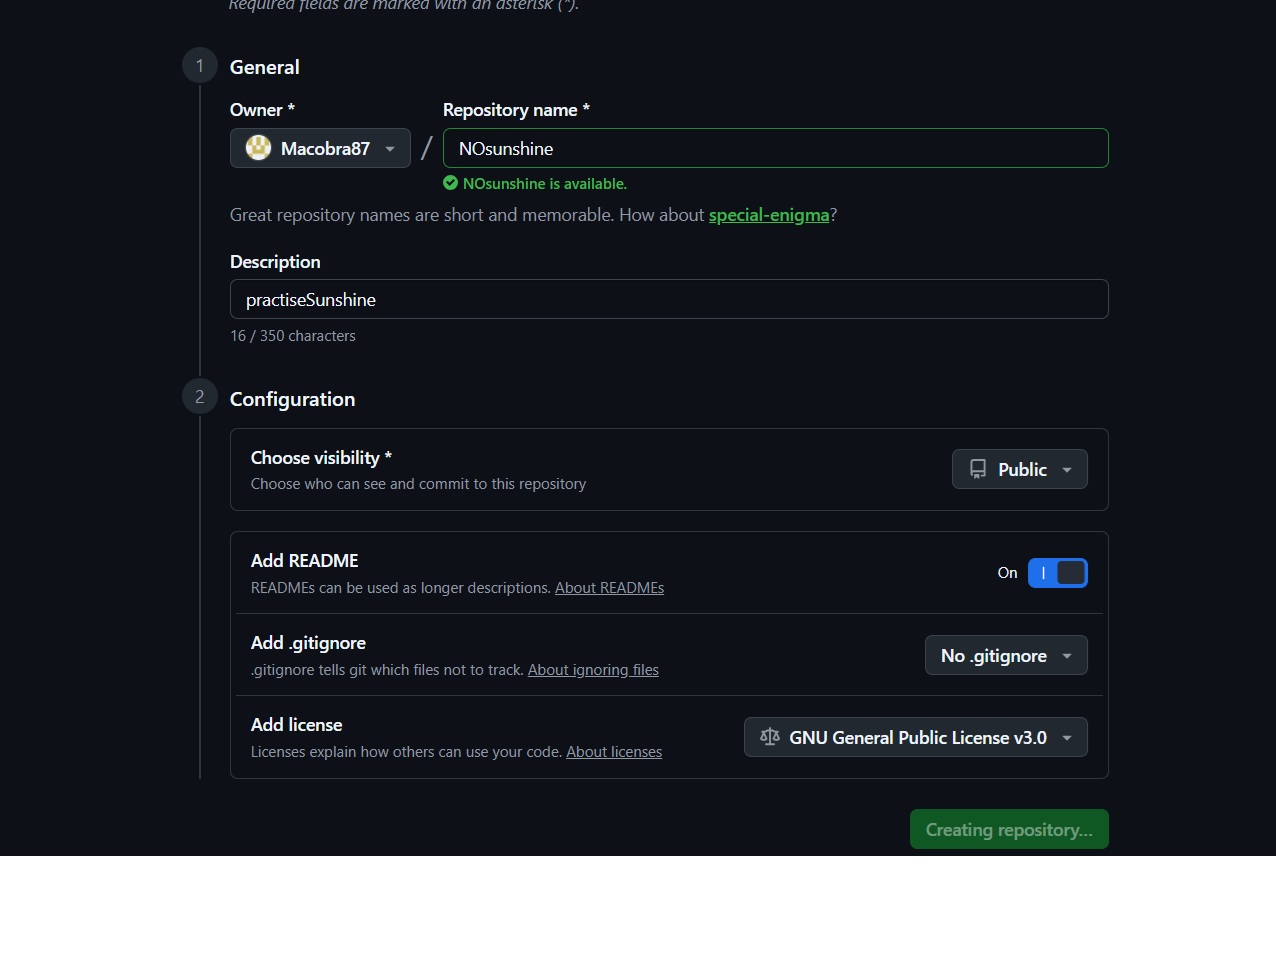 Required fields are marked with an asterisk (*).
1
General
Owner *
Repository name *
Macobra87
/
NOsunshine
NOsunshine is available.
Great repository names are short and memorable. How about special-enigma?
Description
practiseSunshine
16 / 350 characters
2
Configuration
Choose visibility *
Choose who can see and commit to this repository
Public
Add README
READMEs can be used as longer descriptions. About READMEs
On
Add .gitignore
.gitignore tells git which files not to track. About ignoring files
No .gitignore
Add license
Licenses explain how others can use your code. About licenses
GNU General Public License v3.0
Creating repository...